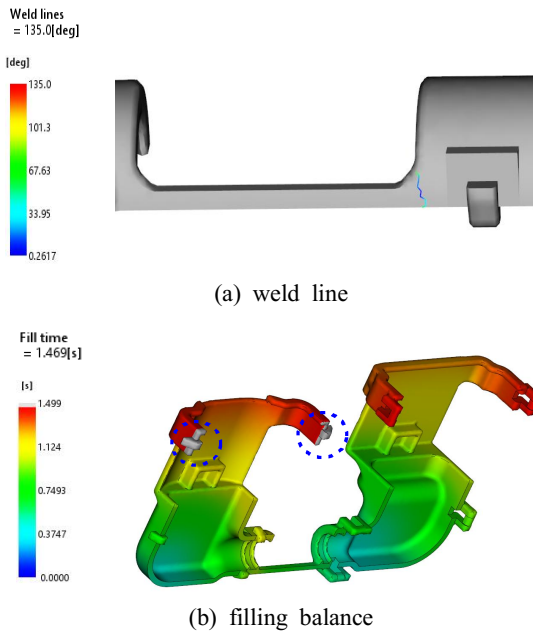 Weld lines
= 135.0[deg]
[deg]
135.0
101.3
67.63
33.95
0.2617
(a) weld line
Fill time
= 1.469[s]
[s]
1.499
1.124
0.7493
0.3747
0.0000
(b) filling balance